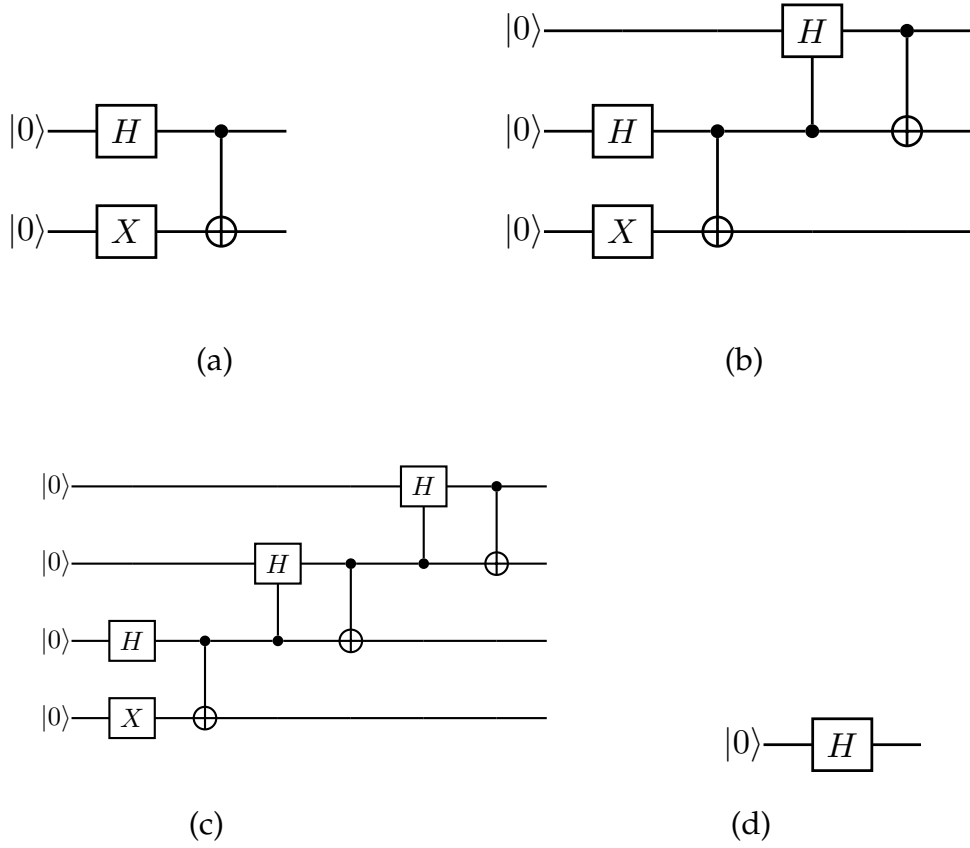 |0⟩ H
|0⟩ H
|0⟩ X
(a)
|0⟩ H
|0⟩ X
(b)
|0⟩ H
|0⟩ H
|0⟩ H
|0⟩ X
(c)
|0⟩ H
(d)